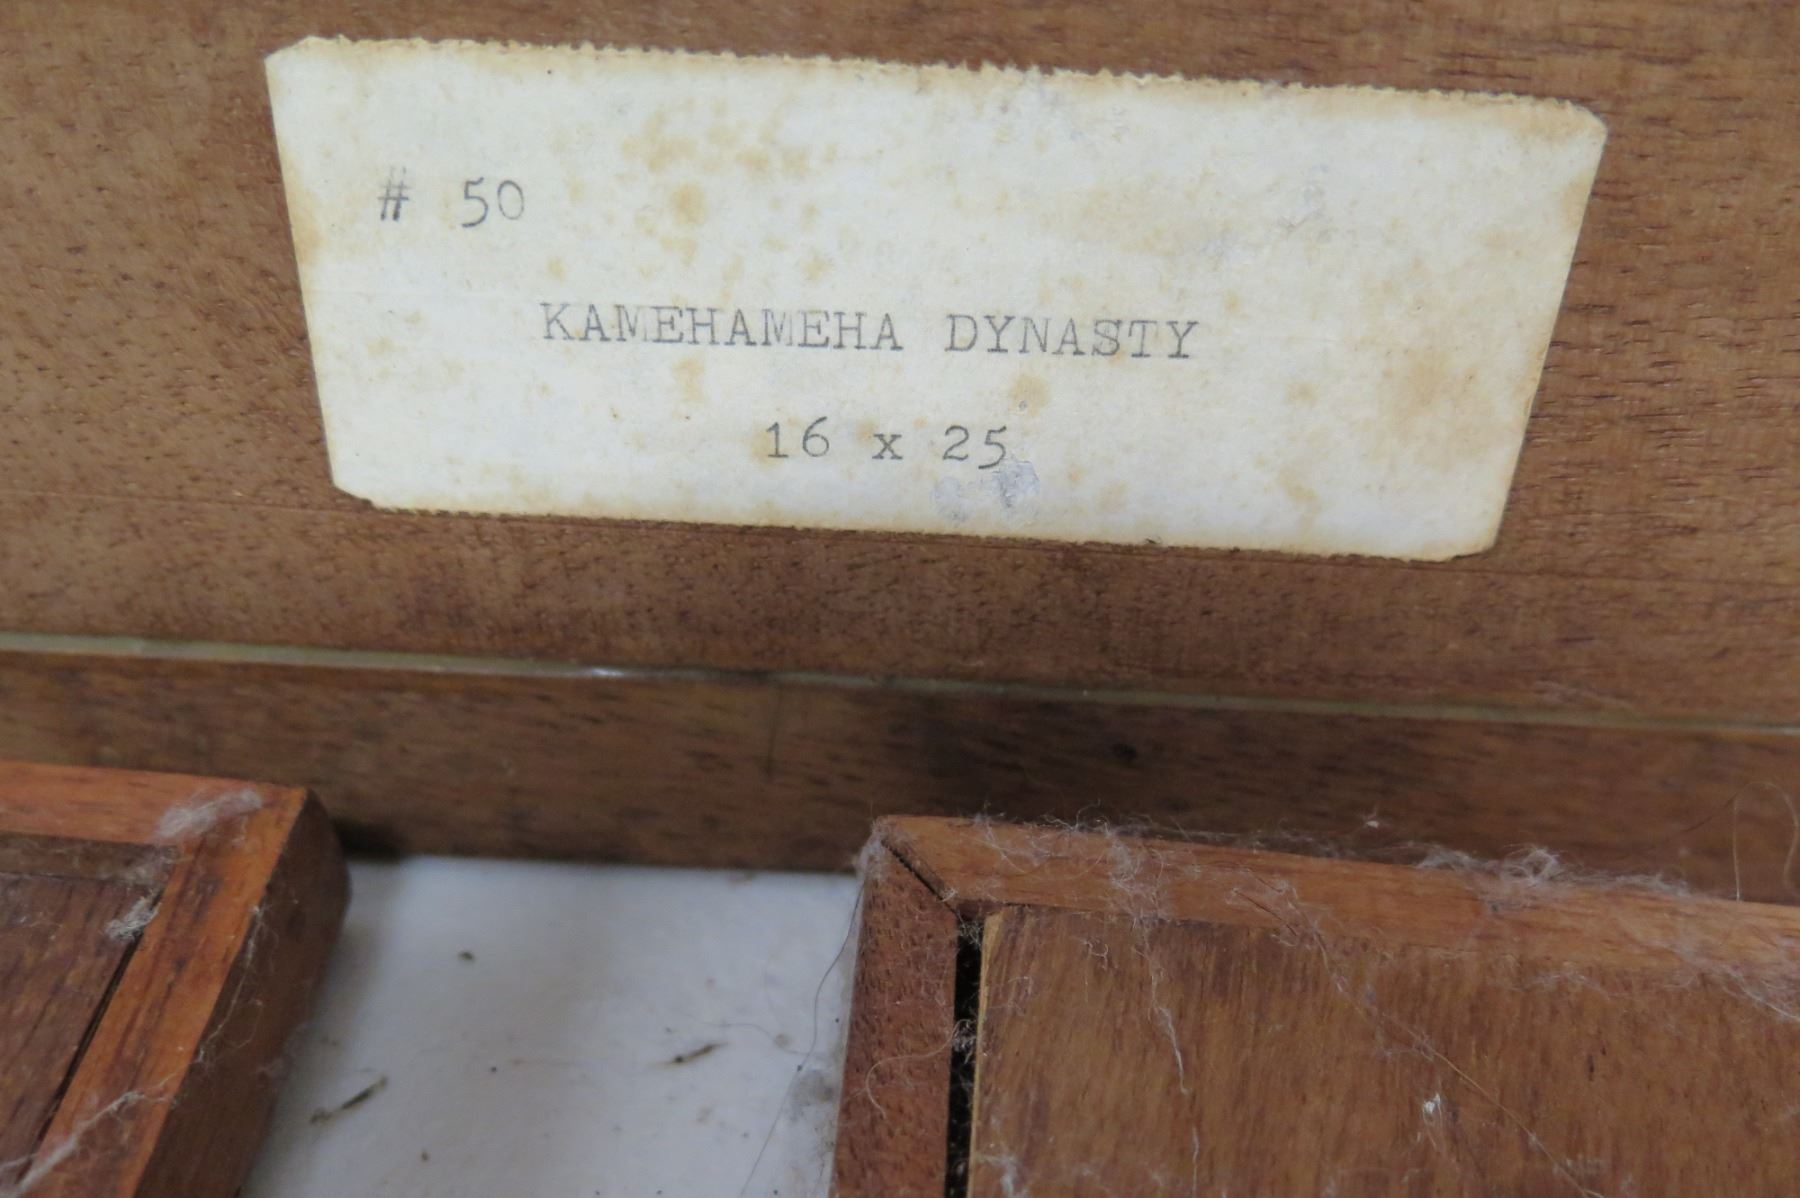 # 50
KAMEHAMEHA DYNASTY
16 x 25